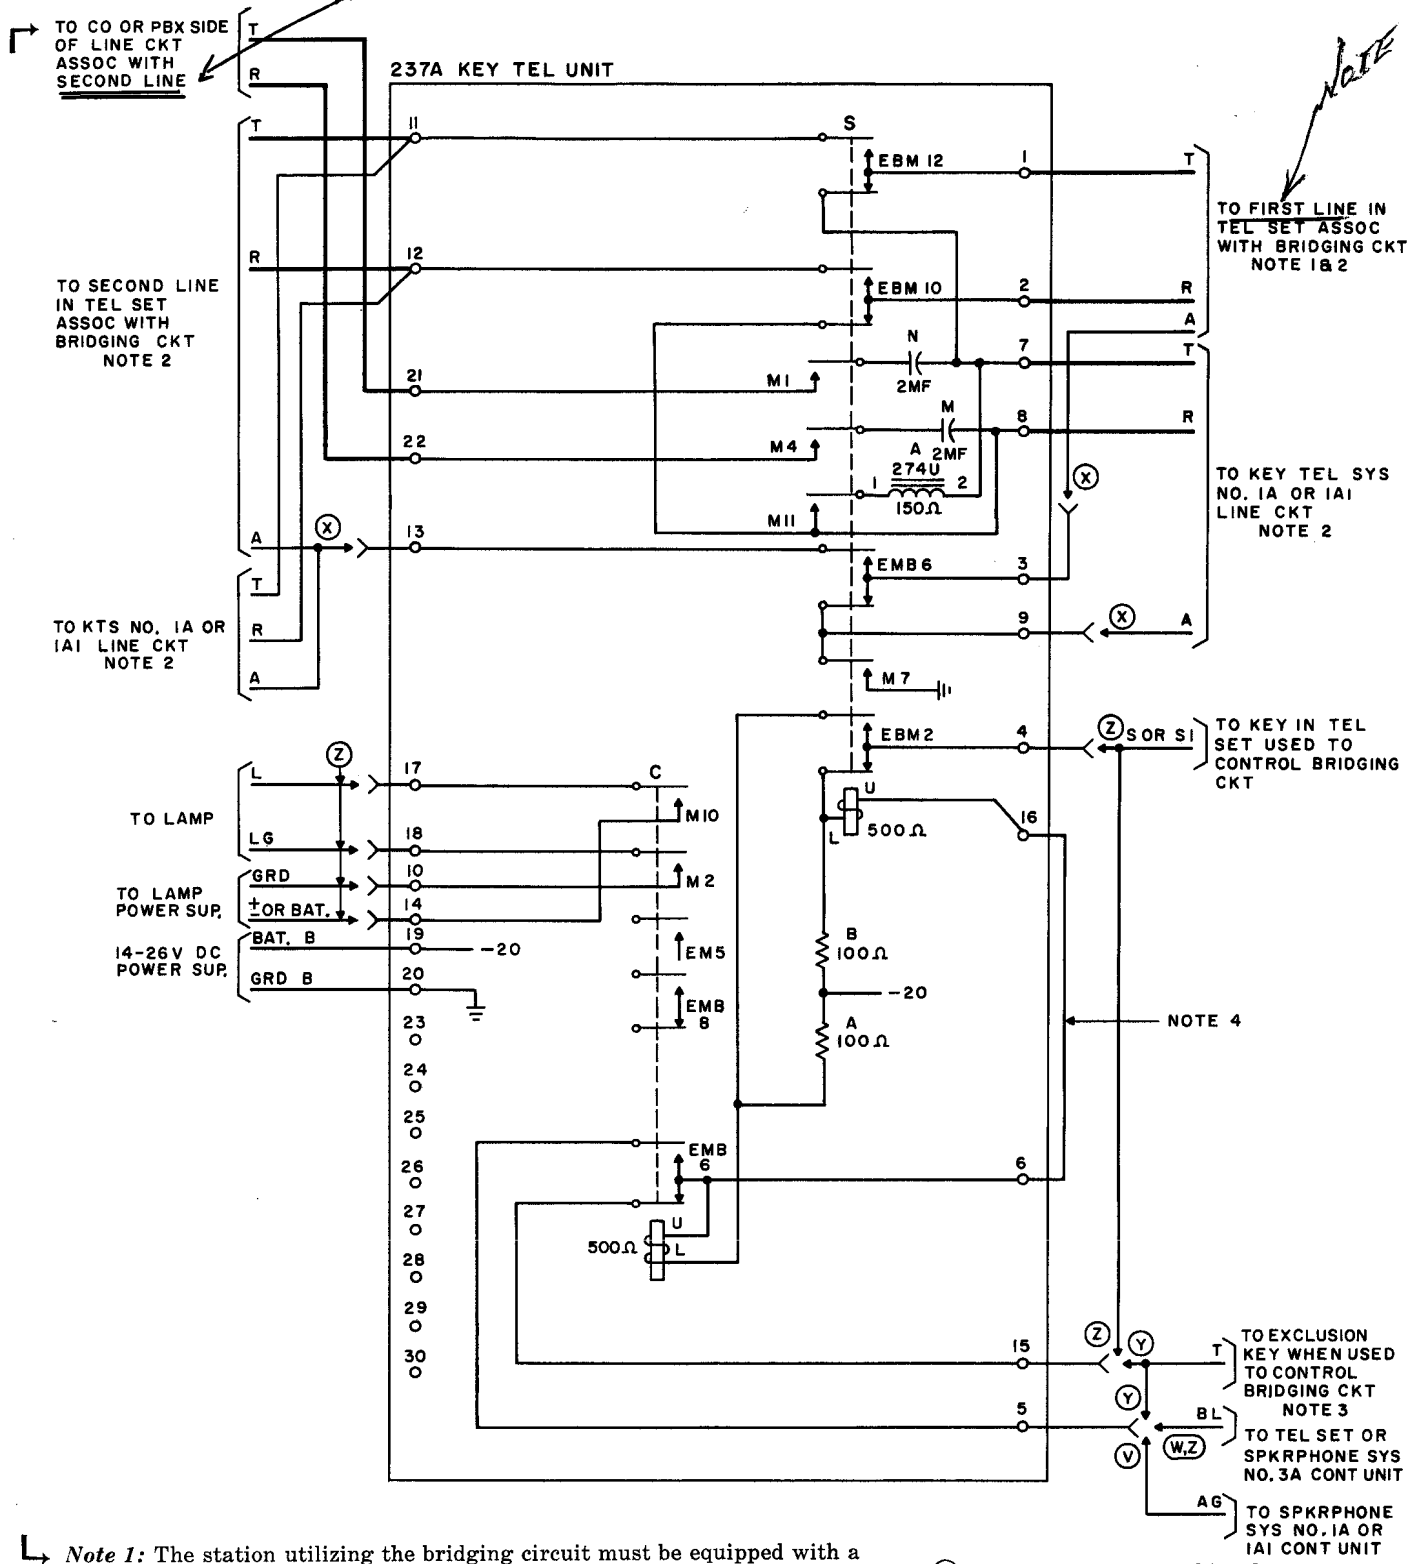 TO CO OR PBX SIDE
OF LINE CKT
ASSOC WITH
SECOND LINE
T
R
237A KEY TEL UNIT
NOTE
T
11
S
EBM 12
1
T
TO FIRST LINE IN
TEL SET ASSOC
WITH BRIDGING CKT
NOTE 1&2
R
12
EBM 10
2
R
A
TO SECOND LINE
IN TEL SET
ASSOC WITH
BRIDGING CKT
NOTE 2
N
2MF
7
T
21
M1
M
2MF
8
R
22
M4
A
274U
1
2
150Ω
X
TO KEY TEL SYS
NO. 1A OR 1A1
LINE CKT
NOTE 2
M11
A
X
13
EMB6
3
T
R
A
TO KTS NO. 1A OR
1A1 LINE CKT
NOTE 2
9
X
A
M7
EBM2
4
Z
S OR S1
TO KEY IN TEL
SET USED TO
CONTROL BRIDGING
CKT
Z
L
17
C
M10
U
500Ω
L
16
TO LAMP
LG
18
M2
GRD
10
TO LAMP
POWER SUP.
± OR BAT.
14
BAT. B
19
-20
EM5
B
100Ω
14-26V DC
POWER SUP.
GRD B
20
EMB
8
-20
A
100Ω
NOTE 4
23
24
25
26
27
28
29
30
EMB
6
6
U
500Ω
L
15
Z
Y
T
TO EXCLUSION
KEY WHEN USED
TO CONTROL
BRIDGING CKT
NOTE 3
5
Y
BL
V
W,Z
TO TEL SET OR
SPKRPHONE SYS
NO. 3A CONT UNIT
AG
TO SPKRPHONE
SYS NO. 1A OR
1A1 CONT UNIT
Note 1: The station utilizing the bridging circuit must be equipped with a